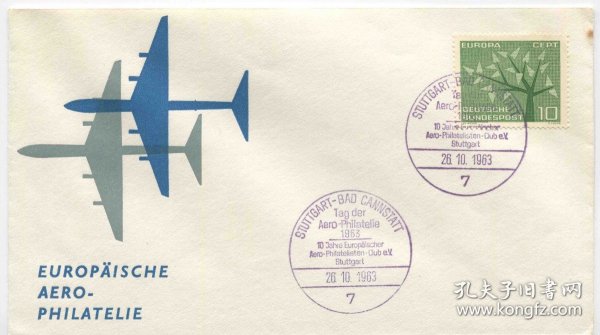 EUROPA CEPT
DEUTSCHE
BUNDESPOST
10
STUTTGART-BAD CANNSTATT
Aero-
10 Jahre Europäischer
Aero-Philatelisten-Club e.V.
Stuttgart
26. 10. 1963
7
STUTTGART-BAD CANNSTATT
Tag der
Aero-Philatelie
1963
10 Jahre Europäischer
Aero-Philatelisten-Club e.V.
Stuttgart
26. 10. 1963
7
EUROPÄISCHE
AERO-
PHILATELIE
孔夫子旧书网
www.kongfz.com